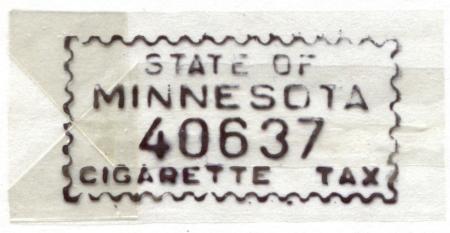 STATE OF
MINNESOTA
40637
CIGARETTE TAX